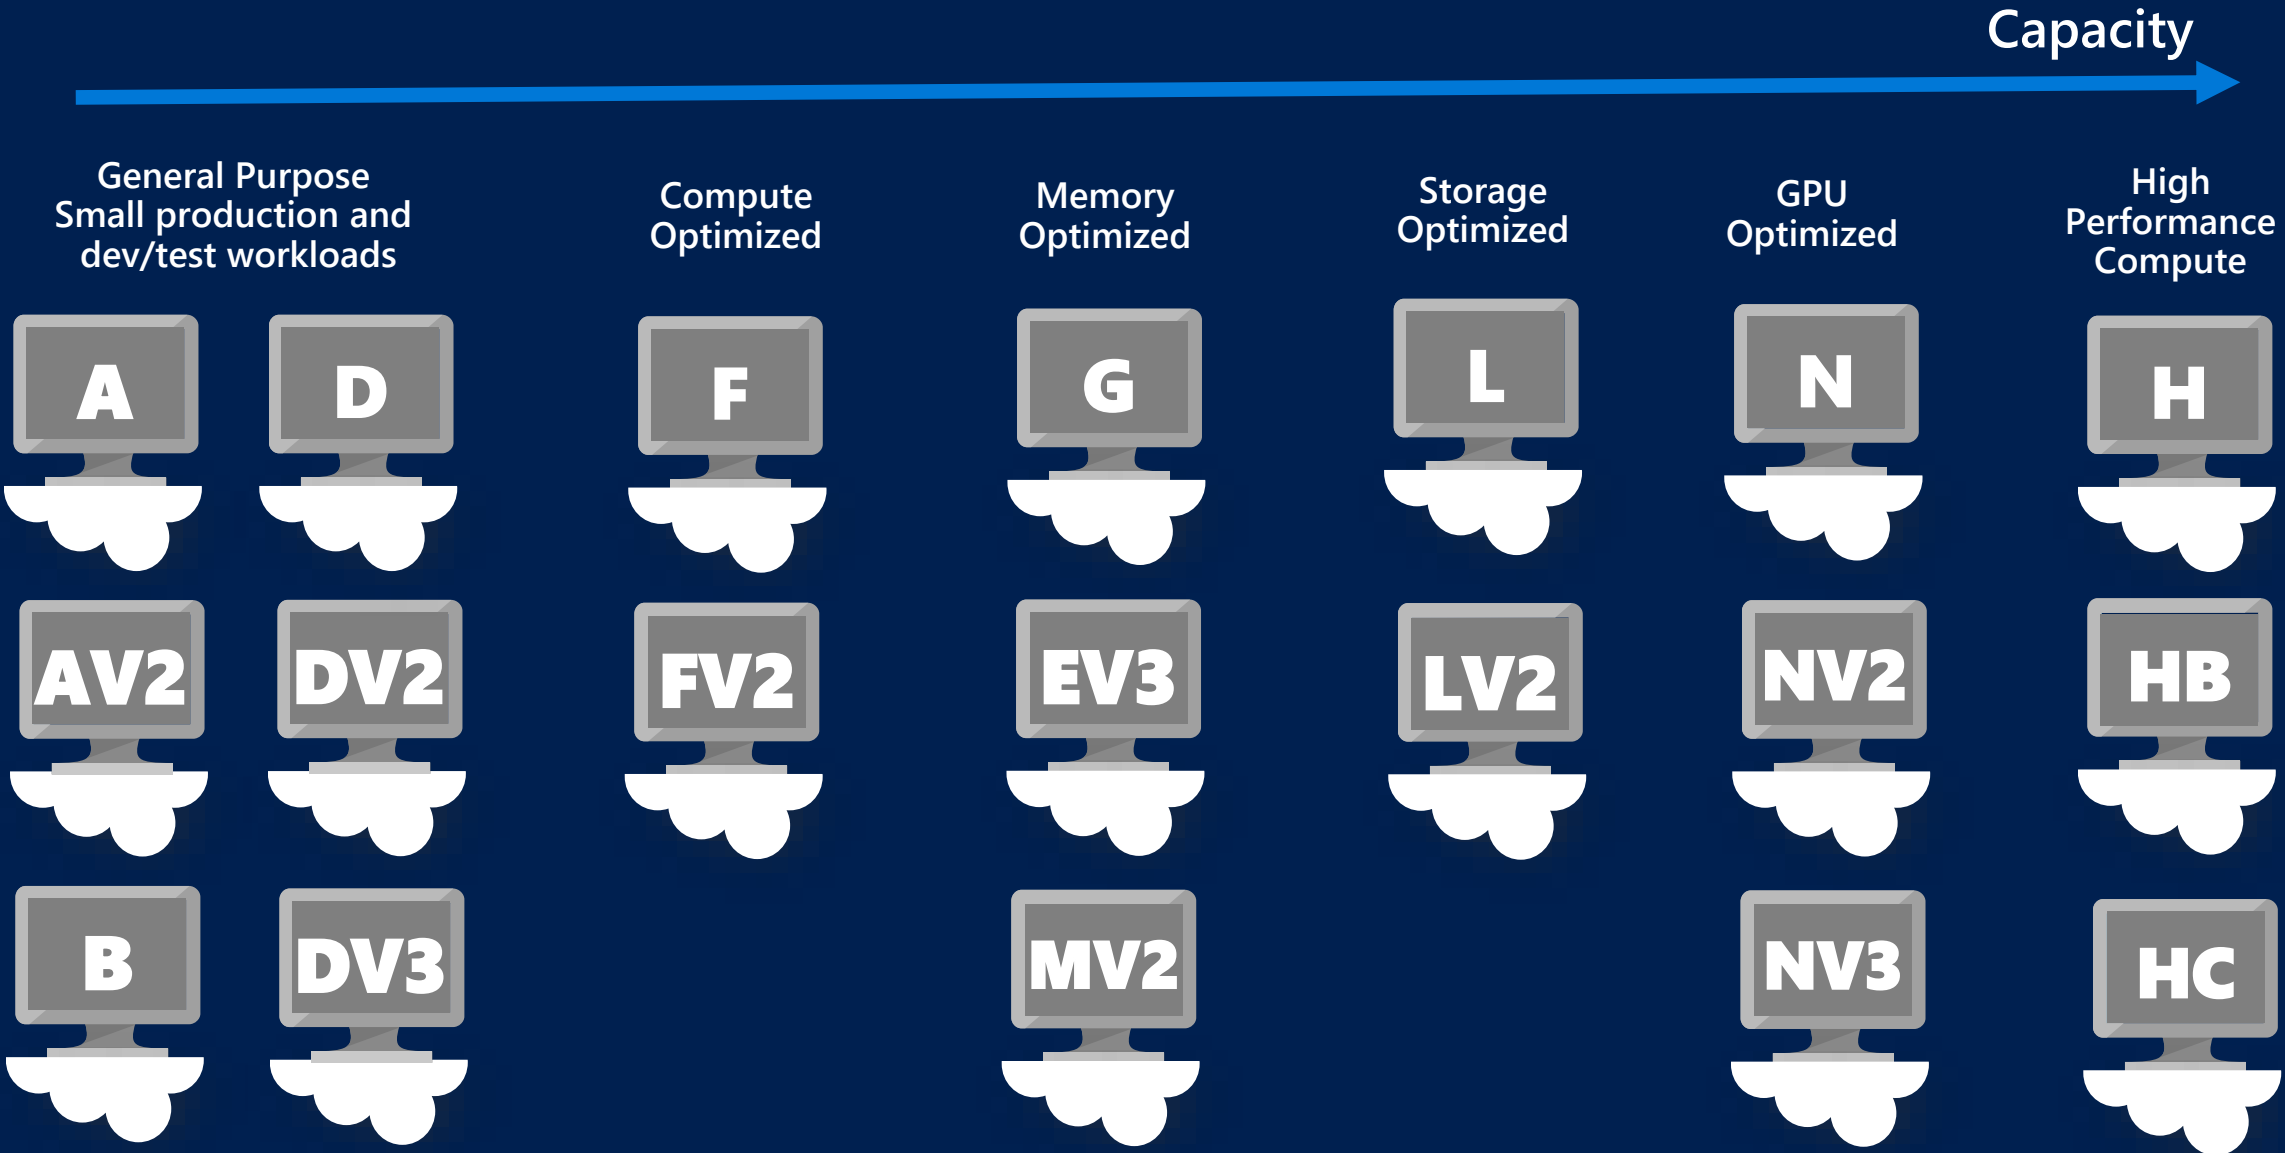 Capacity
General Purpose
Small production and
dev/test workloads
Compute
Optimized
Memory
Optimized
Storage
Optimized
GPU
Optimized
High
Performance
Compute
A
D
F
G
L
N
H
AV2
DV2
FV2
EV3
LV2
NV2
HB
B
DV3
MV2
NV3
HC